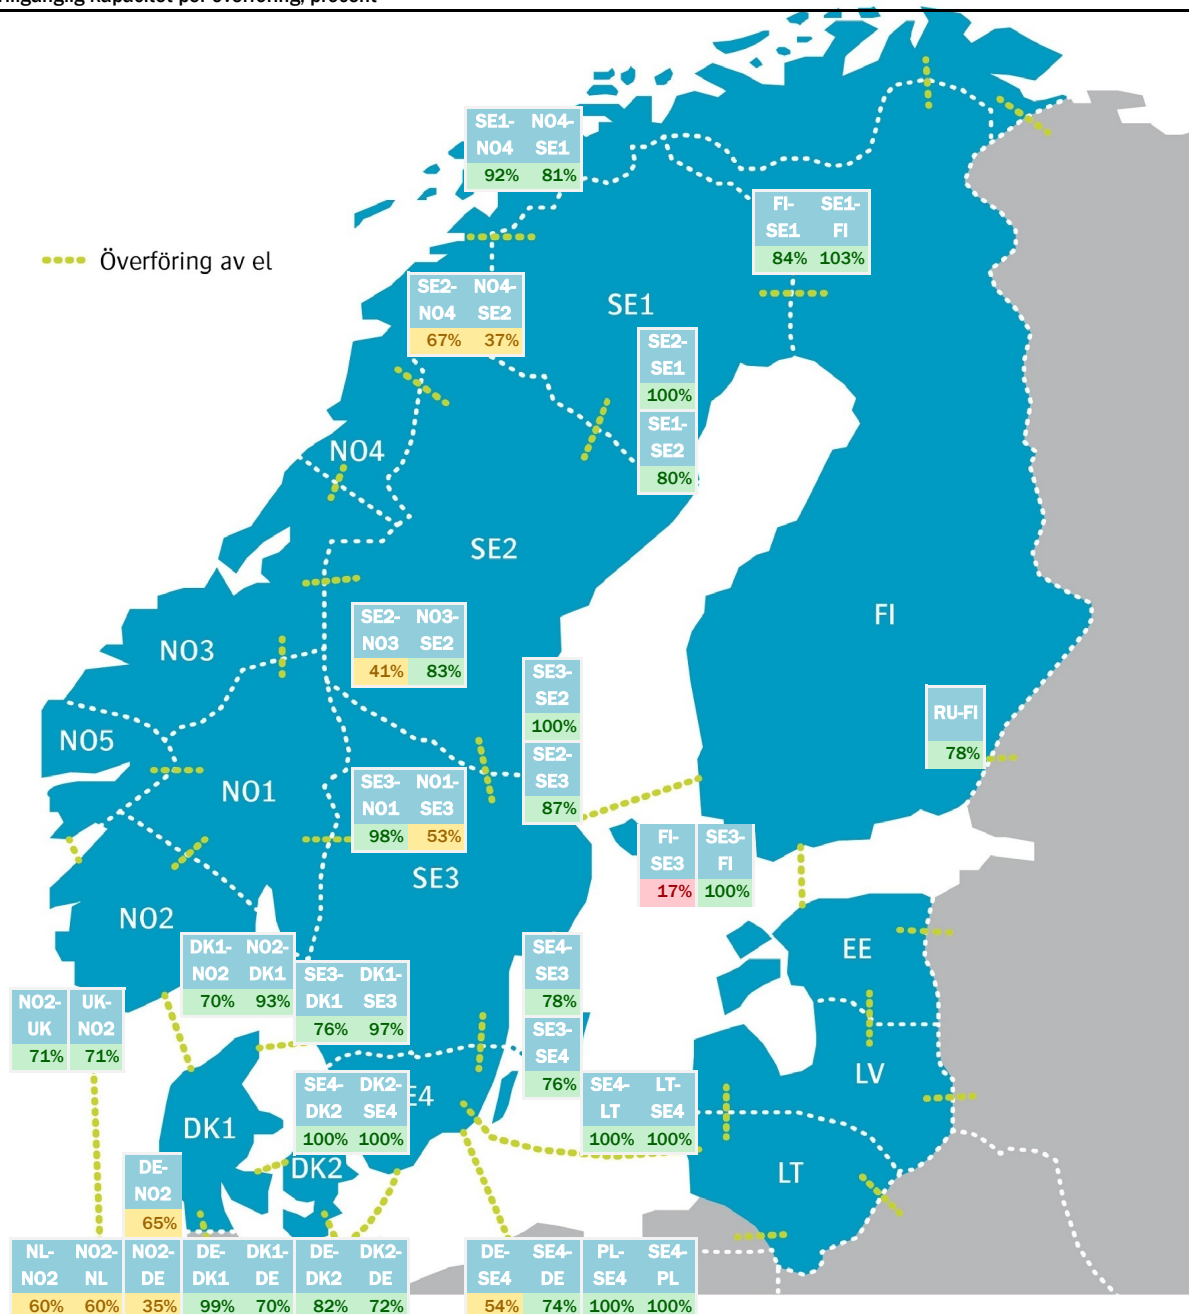 Tillgänglig kapacitet per överföring, procent
SE1-NO4 NO4-SE1
92% 81%
FI-SE1 SE1-FI
84% 103%
Överföring av el
SE2-NO4 NO4-SE2
67% 37%
SE1
SE2-SE1
100%
SE1-SE2
80%
NO4
SE2
SE2-NO3 NO3-SE2
41% 83%
FI
NO3
SE3-SE2
100%
SE2-SE3
87%
RU-FI
78%
NO5
NO1
SE3-NO1 NO1-SE3
98% 53%
FI-SE3 SE3-FI
17% 100%
SE3
NO2
DK1-NO2 NO2-DK1
70% 93%
SE3-DK1 DK1-SE3
76% 97%
SE4-SE3
78%
SE3-SE4
76%
EE
NO2-UK UK-NO2
71% 71%
LV
SE4-DK2 DK2-SE4
100% 100%
E4
SE4-LT LT-SE4
100% 100%
DK1
DK2
LT
DE-NO2
65%
NL-NO2 NO2-NL NO2-DE DE-DK1 DK1-DE DE-DK2 DK2-DE
60% 60% 35% 99% 70% 82% 72%
DE-SE4 SE4-DE PL-SE4 SE4-PL
54% 74% 100% 100%